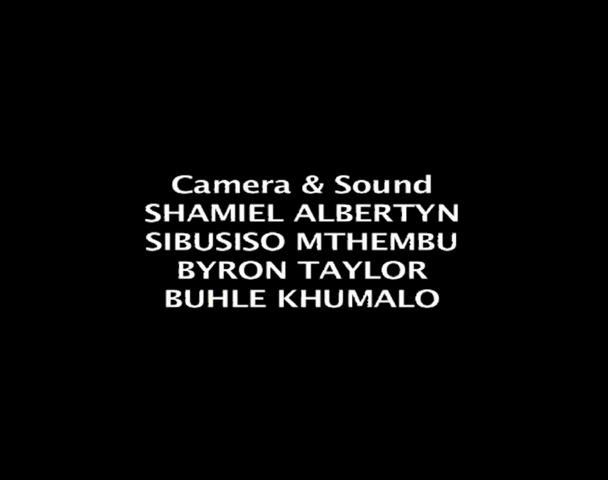 Camera & Sound
SHAMIEL ALBERTYN
SIBUSISO MTHEMBU
BYRON TAYLOR
BUHLE KHUMALO